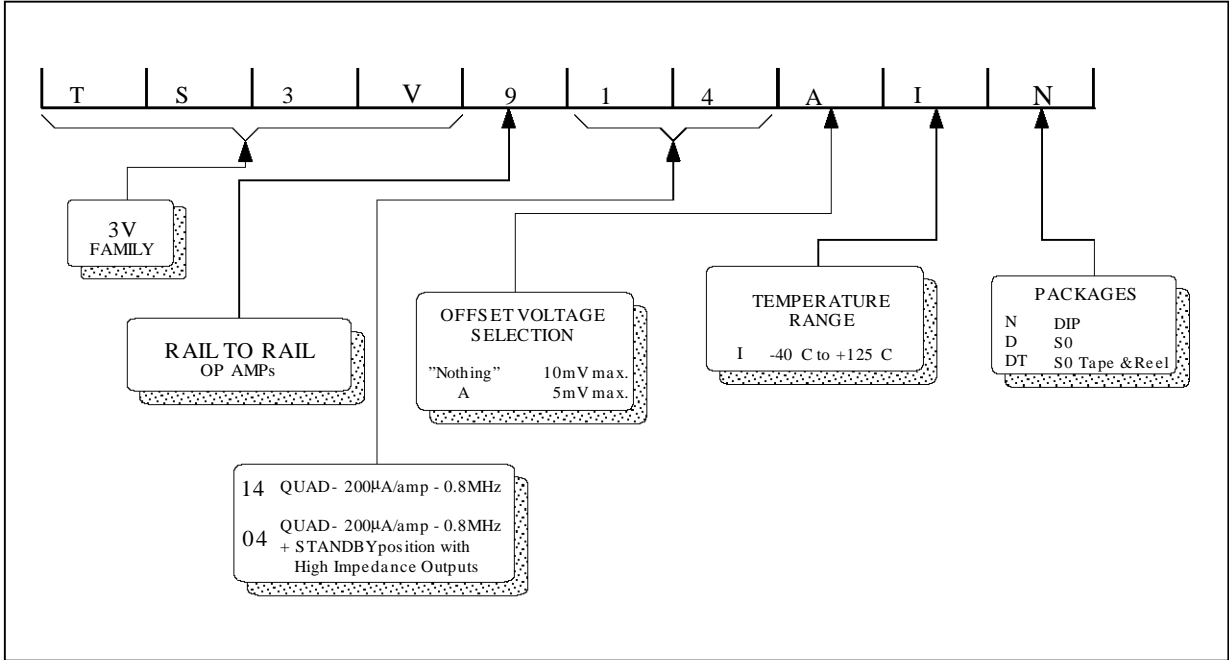 T S 3 V 9 1 4 A I N
3V
FAMILY
RAIL TO RAIL
OP AMPs
14 QUAD- 200µA/amp - 0.8MHz
04 QUAD- 200µA/amp - 0.8MHz
+ STANDBY position with
High Impedance Outputs
OFFSET VOLTAGE
SELECTION
"Nothing" 10mV max.
A 5mV max.
TEMPERATURE
RANGE
I -40 C to +125 C
PACKAGES
N DIP
D S0
DT S0 Tape &Reel